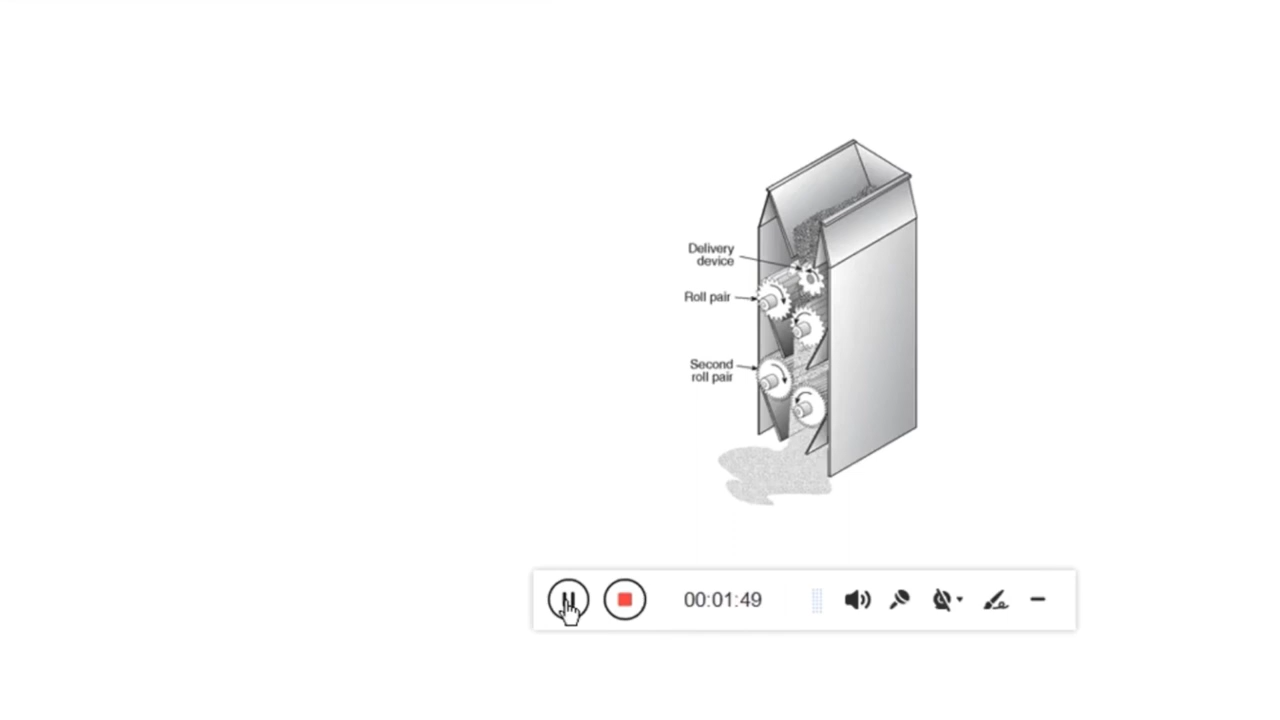 Delivery
device
Roll pair
Second
roll pair
00:01:49